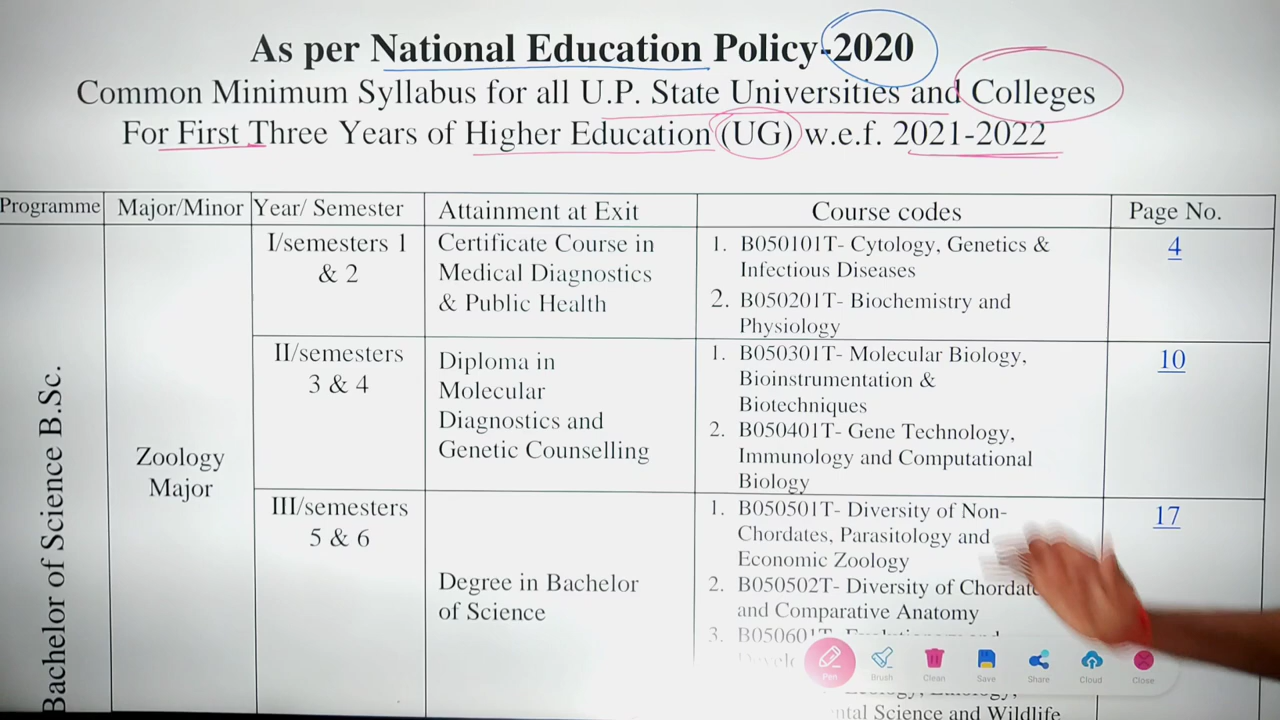 As per National Education Policy-2020
Common Minimum Syllabus for all U.P. State Universities and Colleges
For First Three Years of Higher Education (UG) w.e.f. 2021-2022
Programme Major/Minor Year/ Semester Attainment at Exit Course codes Page No.
Bachelor of Science B.Sc.
Zoology
Major
I/semesters 1
& 2
Certificate Course in
Medical Diagnostics
& Public Health
1. B050101T- Cytology, Genetics &
Infectious Diseases
2. B050201T- Biochemistry and
Physiology
4
II/semesters
3 & 4
Diploma in
Molecular
Diagnostics and
Genetic Counselling
1. B050301T- Molecular Biology,
Bioinstrumentation &
Biotechniques
2. B050401T- Gene Technology,
Immunology and Computational
Biology
10
III/semesters
5 & 6
Degree in Bachelor
of Science
1. B050501T- Diversity of Non-
Chordates, Parasitology and
Economic Zoology
2. B050502T- Diversity of
and Comparative Anatomy
3.
Science and Wildlife
17
Pen Brush Clean Save Share Cloud Close